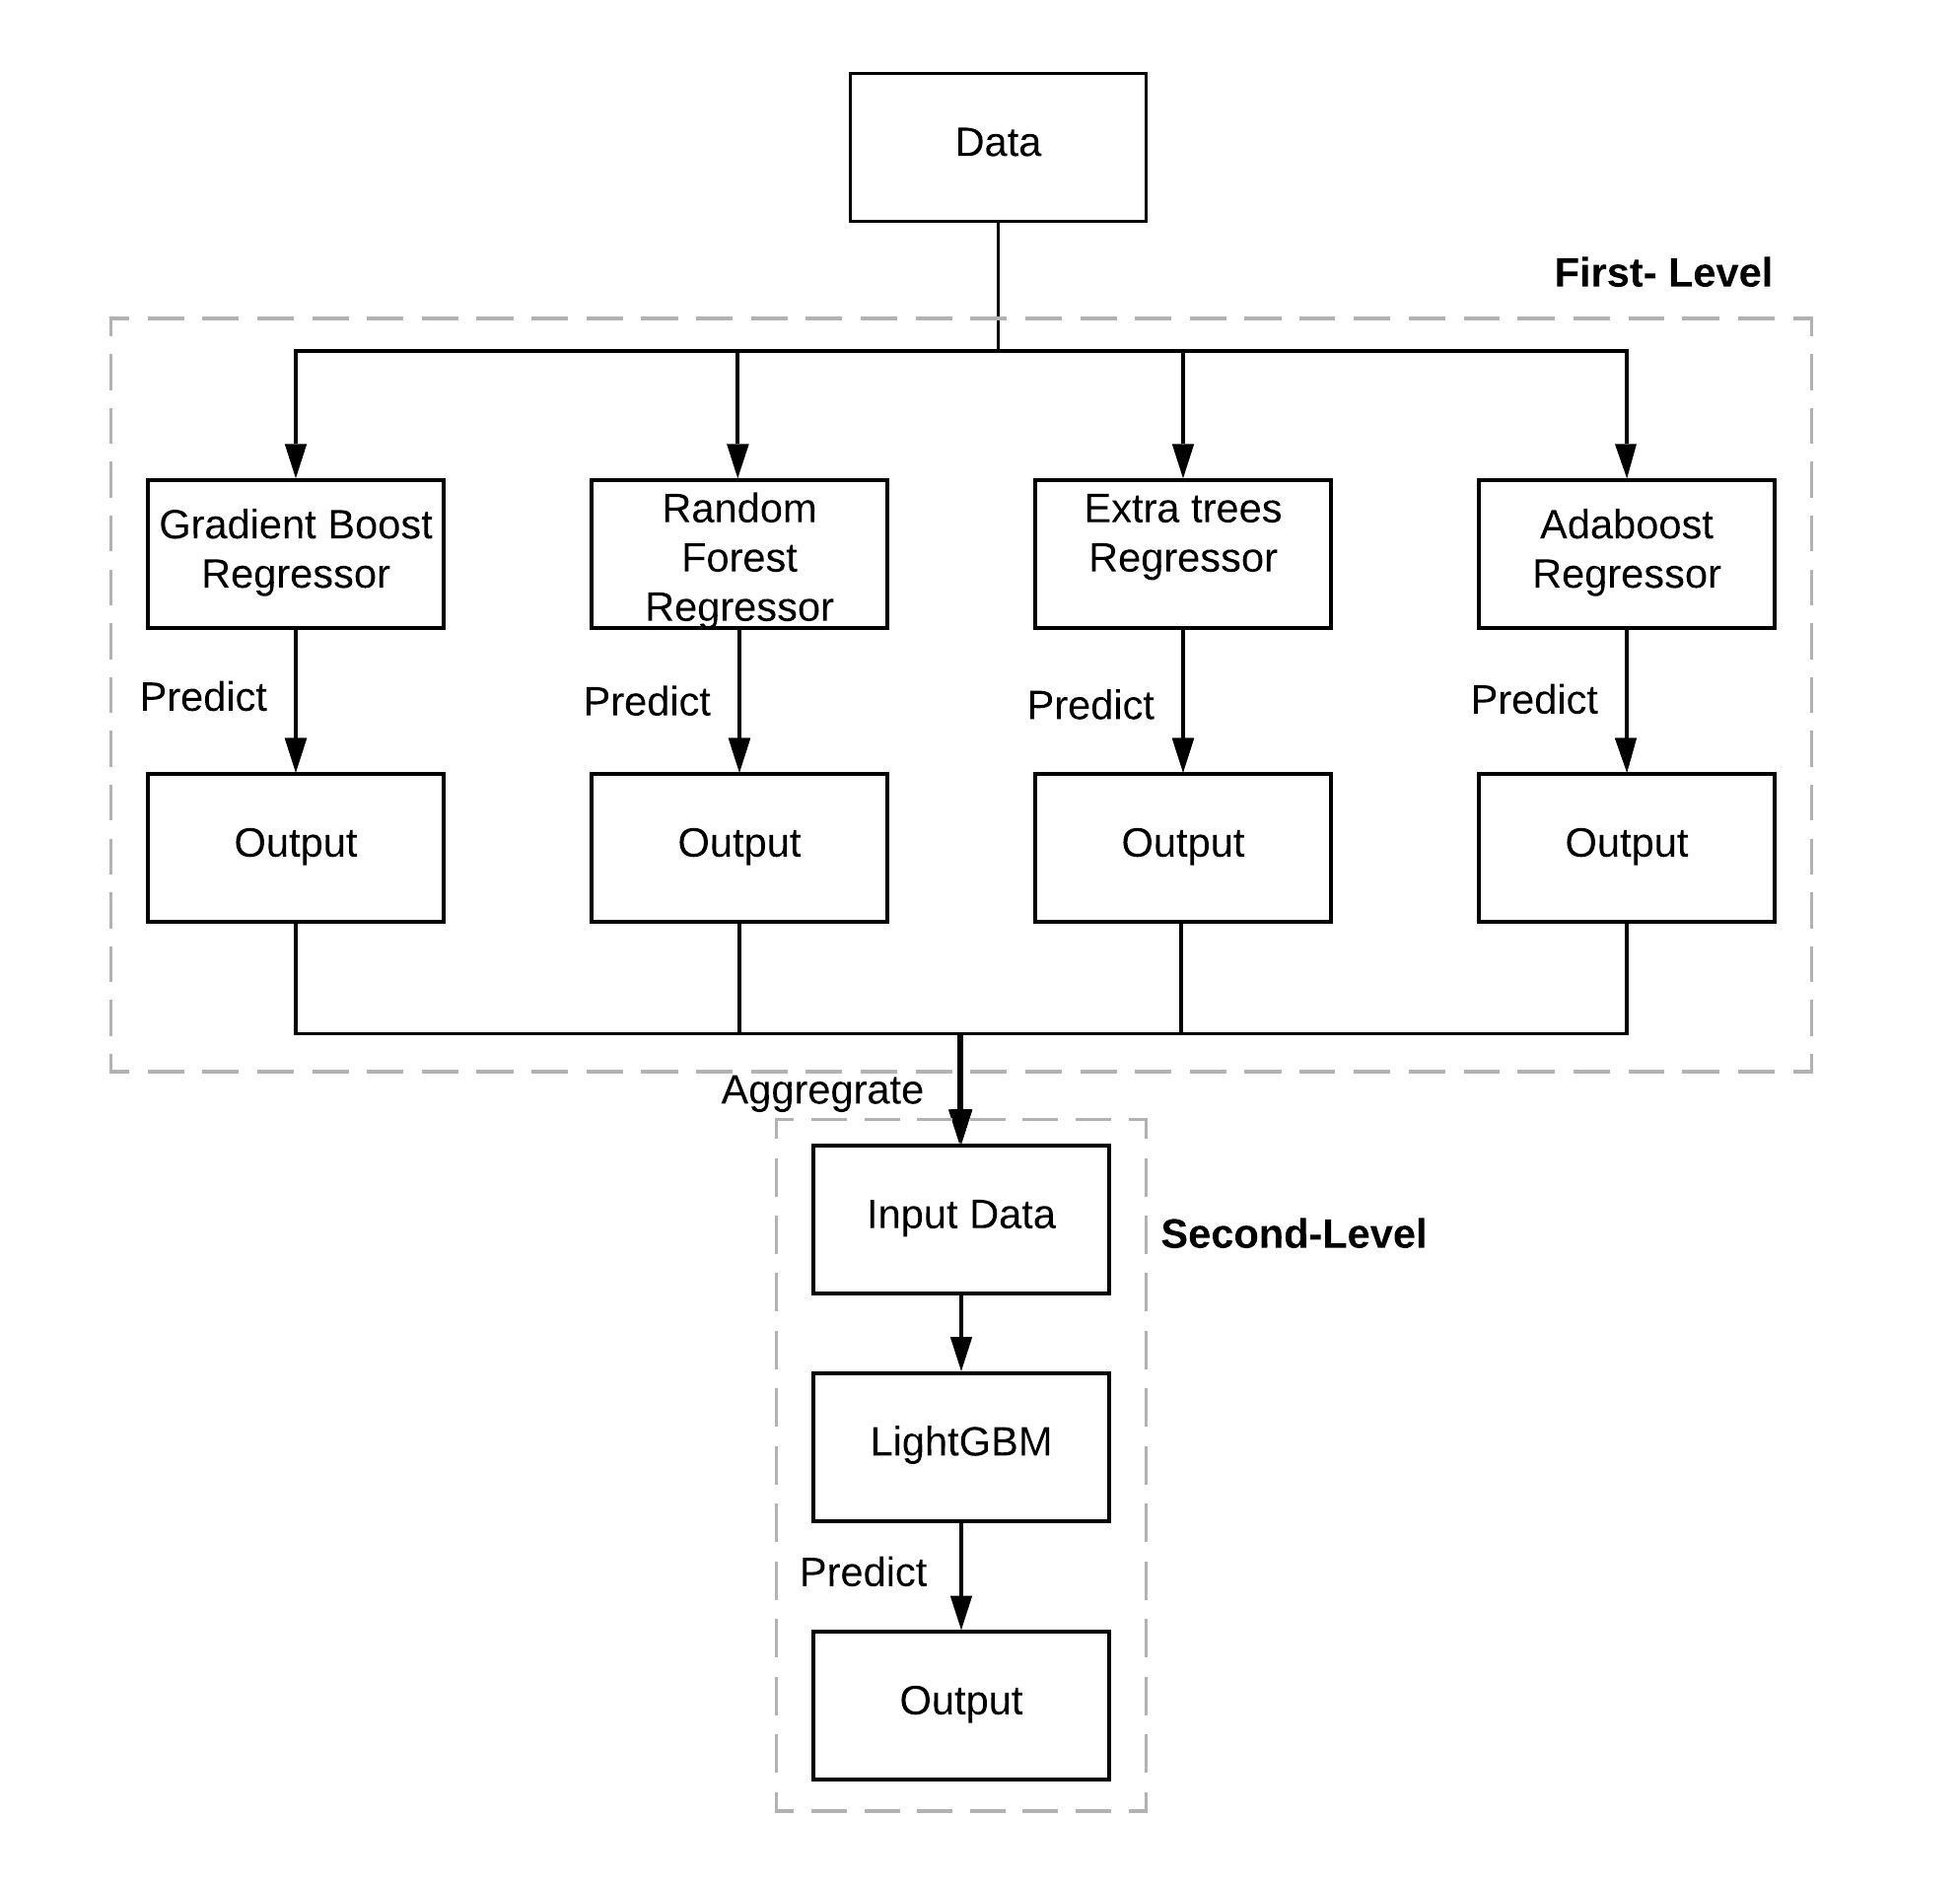 Data
First- Level
Gradient Boost
Regressor
Random
Forest
Regressor
Extra trees
Regressor
Adaboost
Regressor
Predict
Predict
Predict
Predict
Output
Output
Output
Output
Aggregrate
Input Data
Second-Level
LightGBM
Predict
Output